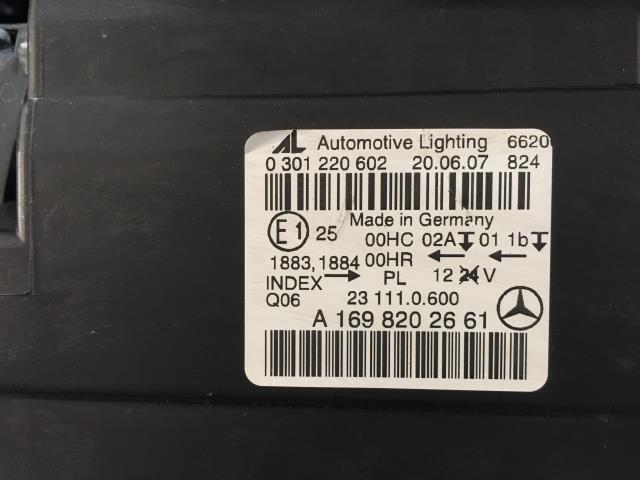 AL Automotive Lighting 6620
0 301 220 602 20.06.07 824
Made in Germany
E1 25 00HC 02A 01 1b
1883,1884 00HR ← ←
INDEX → PL 12 24 V
Q06 23 111.0.600
A 169 820 26 61